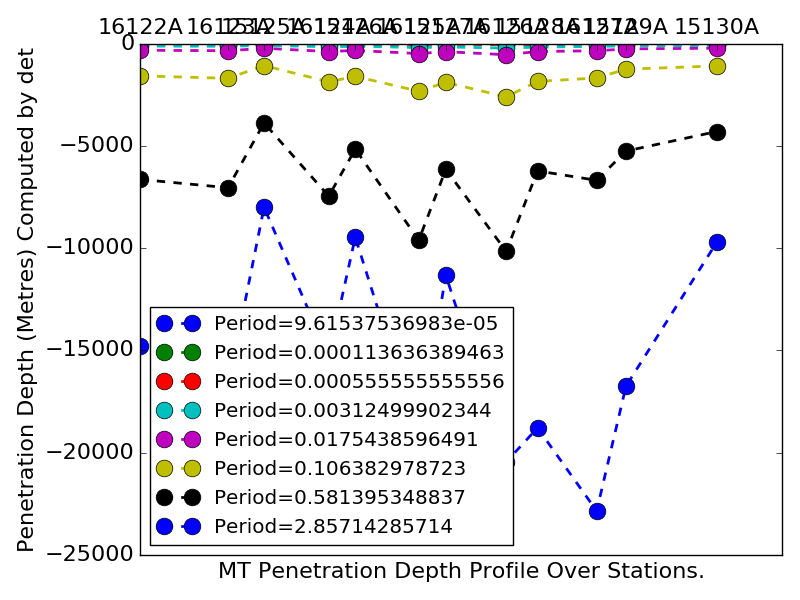 16122A
15130A
0
−5000
−10000
−15000
−20000
−25000
Penetration Depth (Metres) Computed by det
Period=9.61537536983e-05
Period=0.000113636389463
Period=0.000555555555556
Period=0.00312499902344
Period=0.0175438596491
Period=0.106382978723
Period=0.581395348837
Period=2.85714285714
MT Penetration Depth Profile Over Stations.